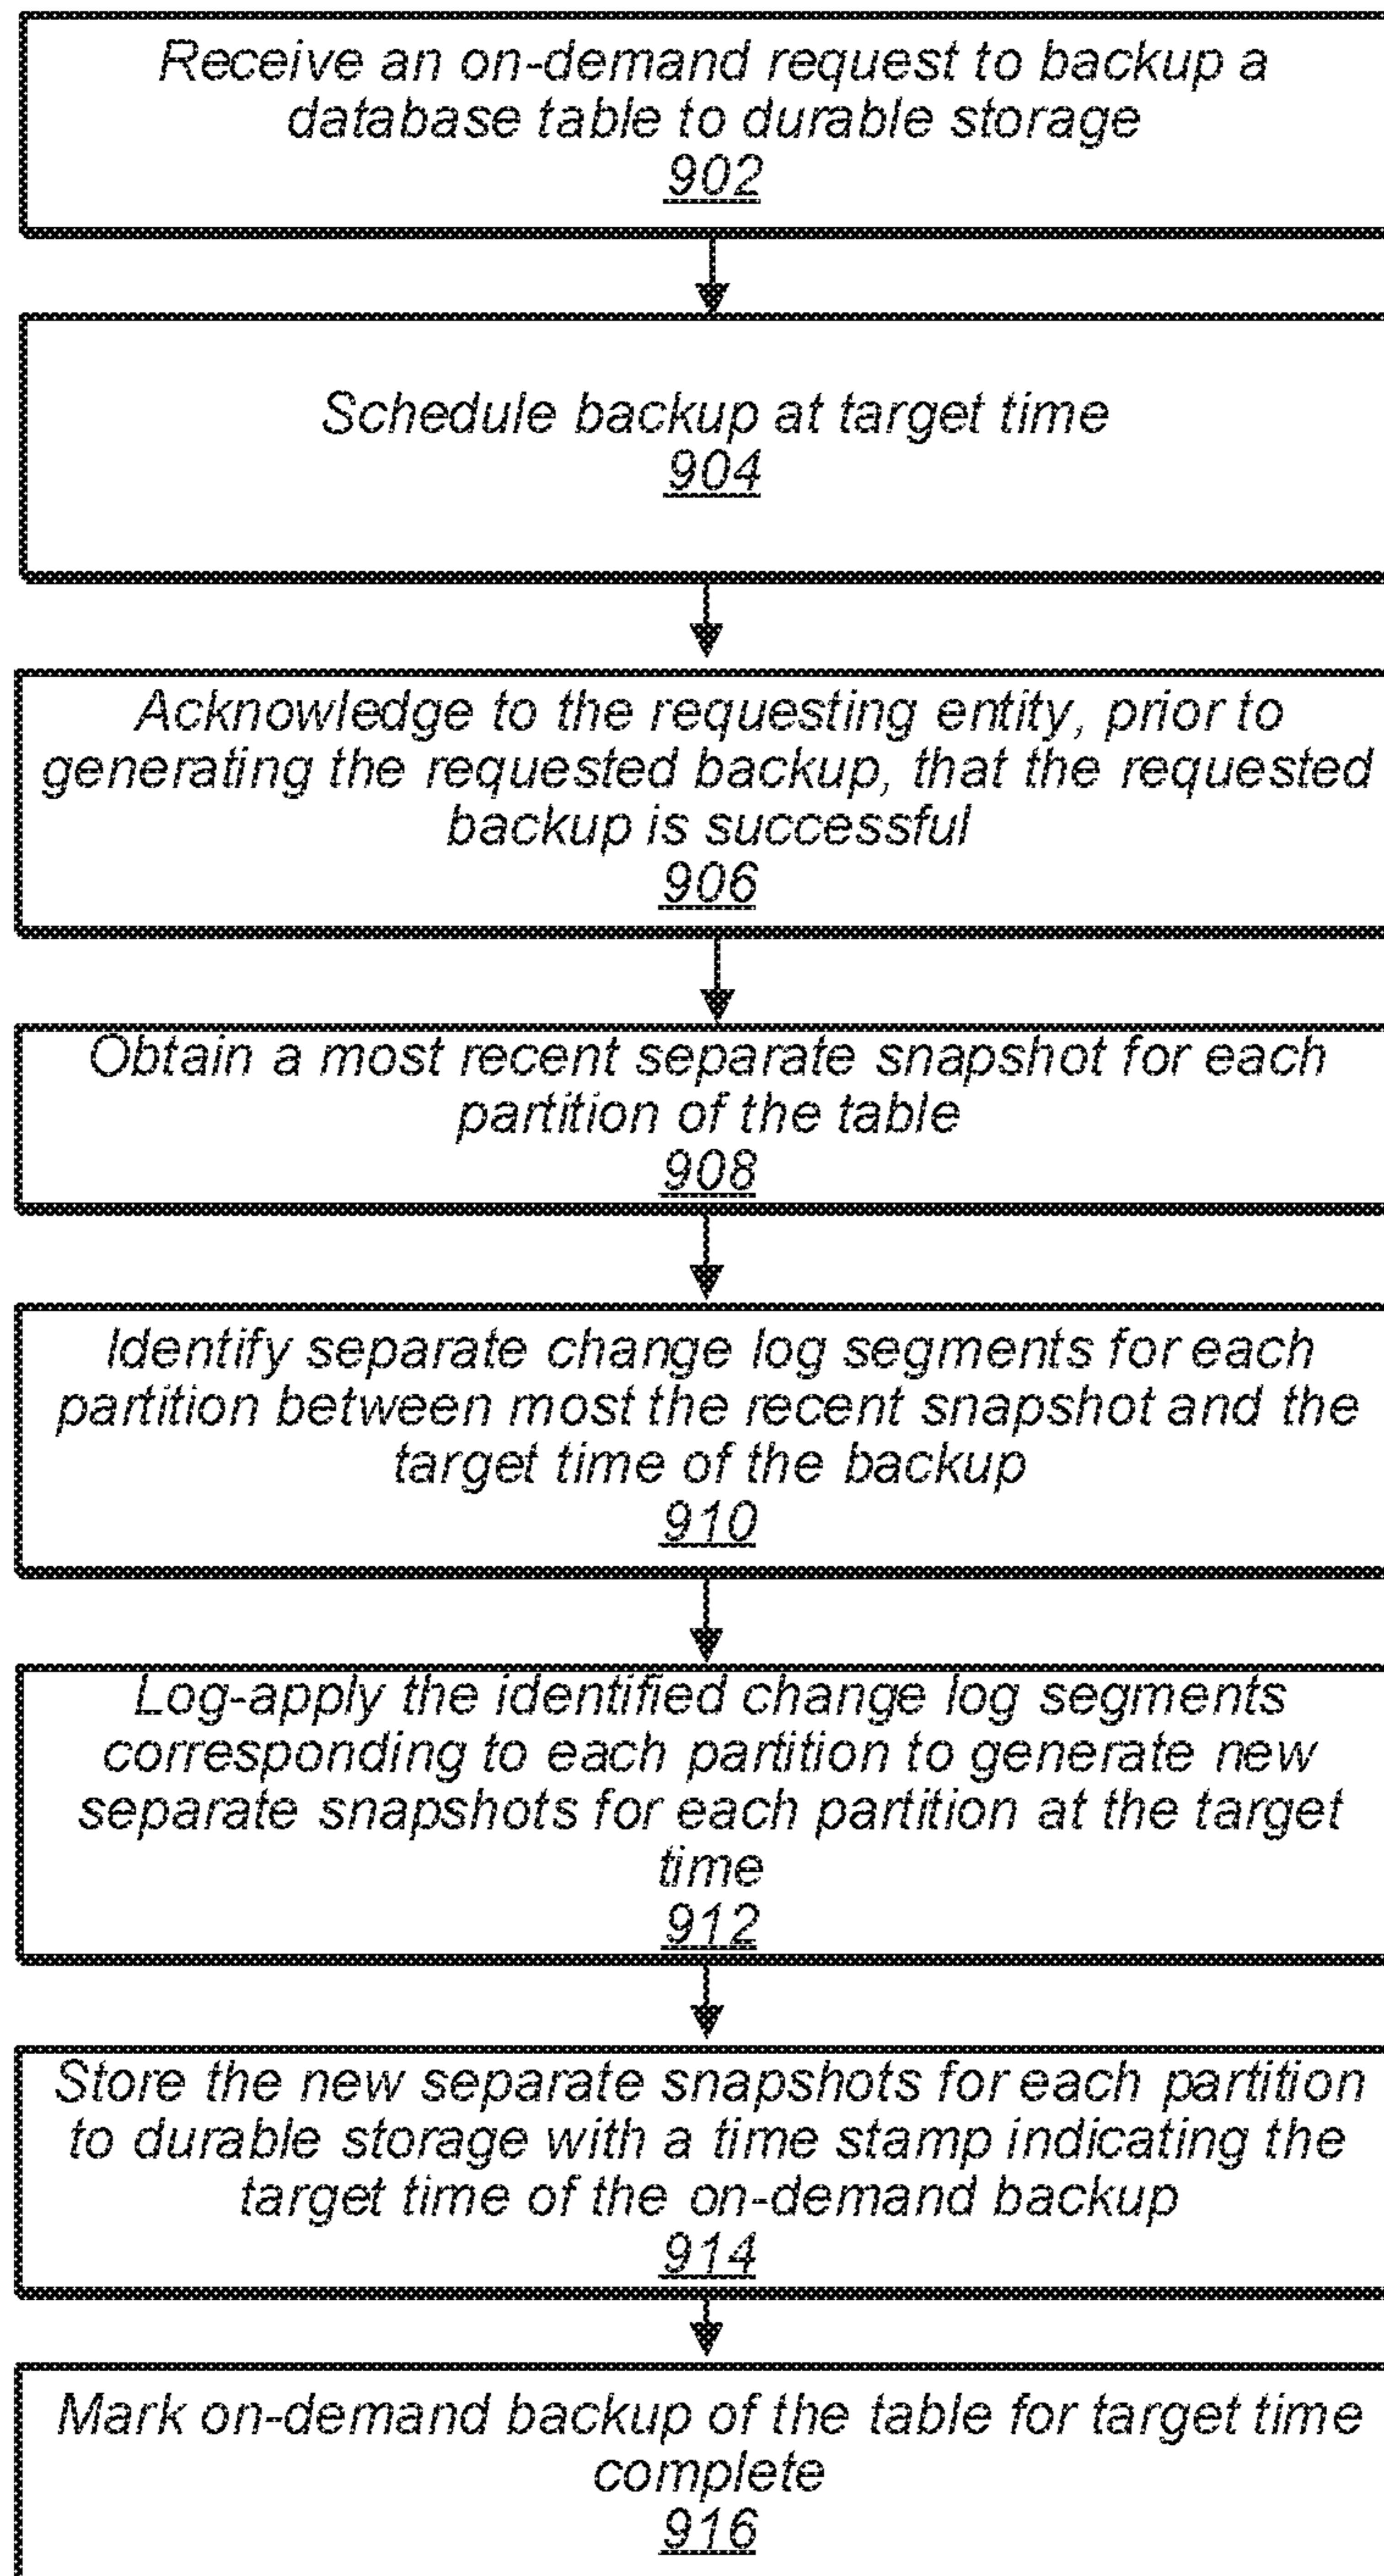 Receive an on-demand request to backup a
database table to durable storage
902
Schedule backup at target time
904
Acknowledge to the requesting entity, prior to
generating the requested backup, that the requested
backup is successful
906
Obtain a most recent separate snapshot for each
partition of the table
908
Identify separate change log segments for each
partition between most the recent snapshot and the
target time of the backup
910
Log-apply the identified change log segments
corresponding to each partition to generate new
separate snapshots for each partition at the target
time
912
Store the new separate snapshots for each partition
to durable storage with a time stamp indicating the
target time of the on-demand backup
914
Mark on-demand backup of the table for target time
complete
916